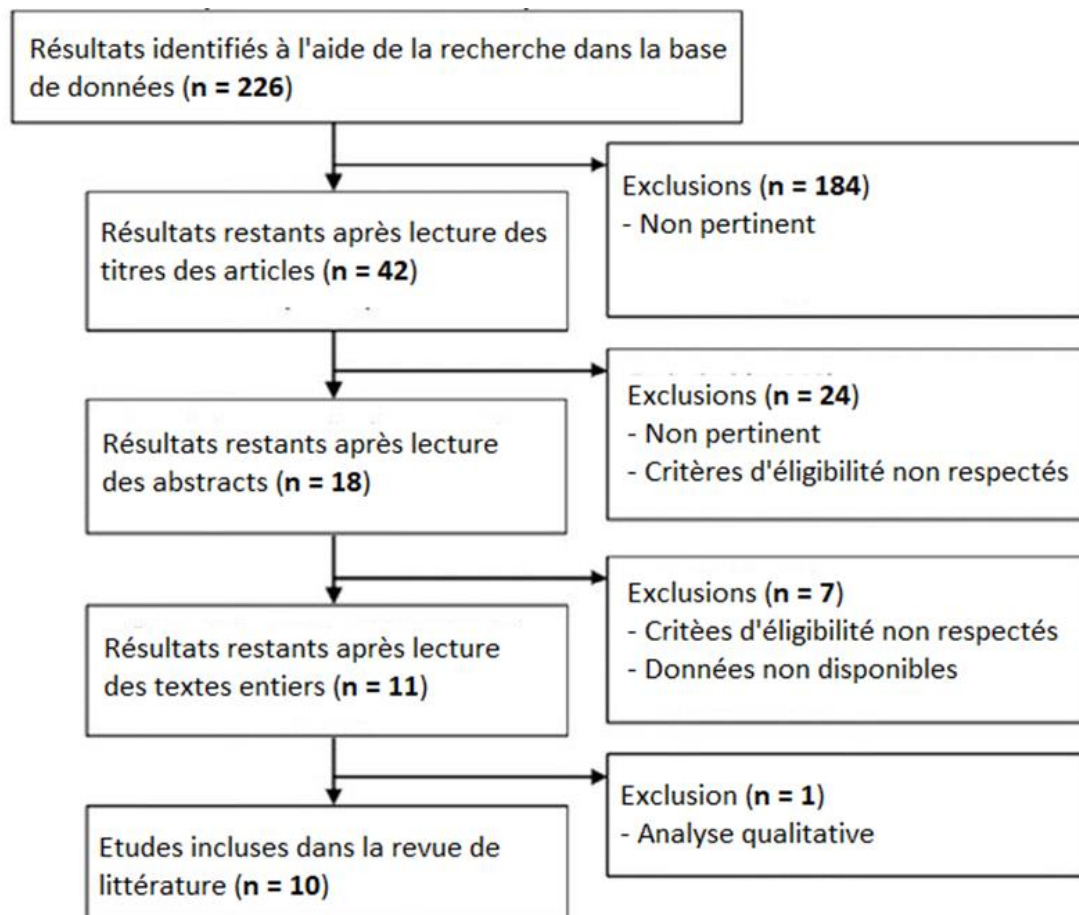 Résultats identifiés à l'aide de la recherche dans la base
de données (n = 226)
Exclusions (n = 184)
- Non pertinent
Résultats restants après lecture des
titres des articles (n = 42)
Exclusions (n = 24)
- Non pertinent
- Critères d'éligibilité non respectés
Résultats restants après lecture
des abstracts (n = 18)
Exclusions (n = 7)
- Critèes d'éligibilité non respectés
- Données non disponibles
Résultats restants après lecture
des textes entiers (n = 11)
Exclusion (n = 1)
- Analyse qualitative
Etudes incluses dans la revue de
littérature (n = 10)